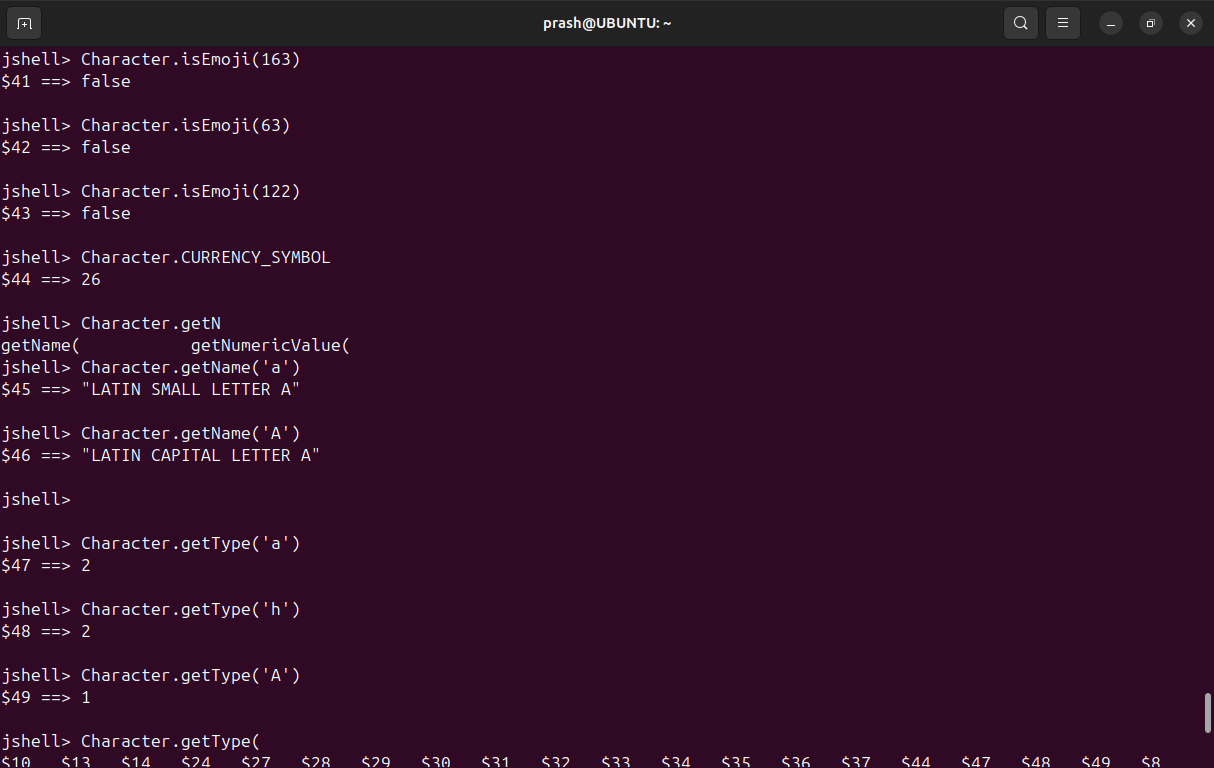 prash@UBUNTU: ~
jshell> Character.isEmoji(163)
$41 ==> false
jshell> Character.isEmoji(63)
$42 ==> false
jshell> Character.isEmoji(122)
$43 ==> false
jshell> Character.CURRENCY_SYMBOL
$44 ==> 26
jshell> Character.getN
getName(           getNumericValue(
jshell> Character.getName('a')
$45 ==> "LATIN SMALL LETTER A"
jshell> Character.getName('A')
$46 ==> "LATIN CAPITAL LETTER A"
jshell>
jshell> Character.getType('a')
$47 ==> 2
jshell> Character.getType('h')
$48 ==> 2
jshell> Character.getType('A')
$49 ==> 1
jshell> Character.getType(
$10   $13   $14   $24   $27   $28   $29   $30   $31   $32   $33   $34   $35   $36   $37   $44   $47   $48   $49   $8